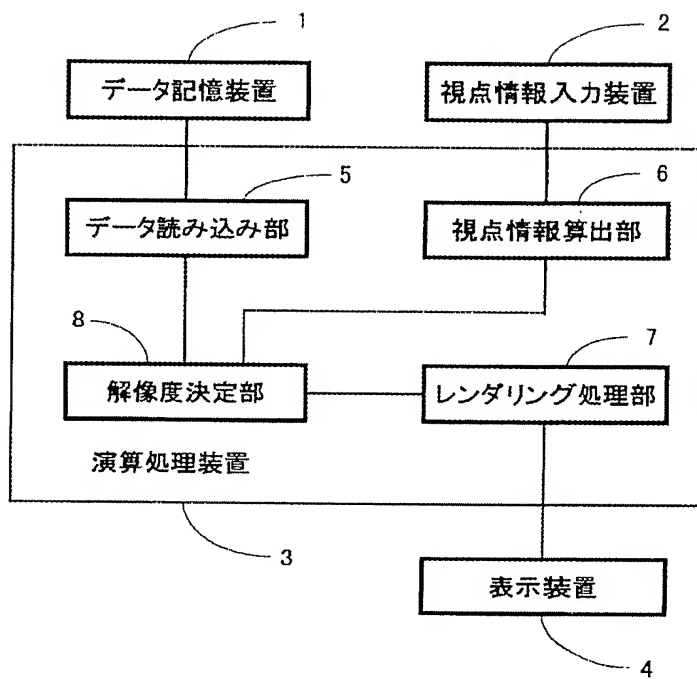 1
2
データ記憶装置
視点情報入力装置
5
6
データ読み込み部
視点情報算出部
8
7
解像度決定部
レンダリング処理部
演算処理装置
3
表示装置
4